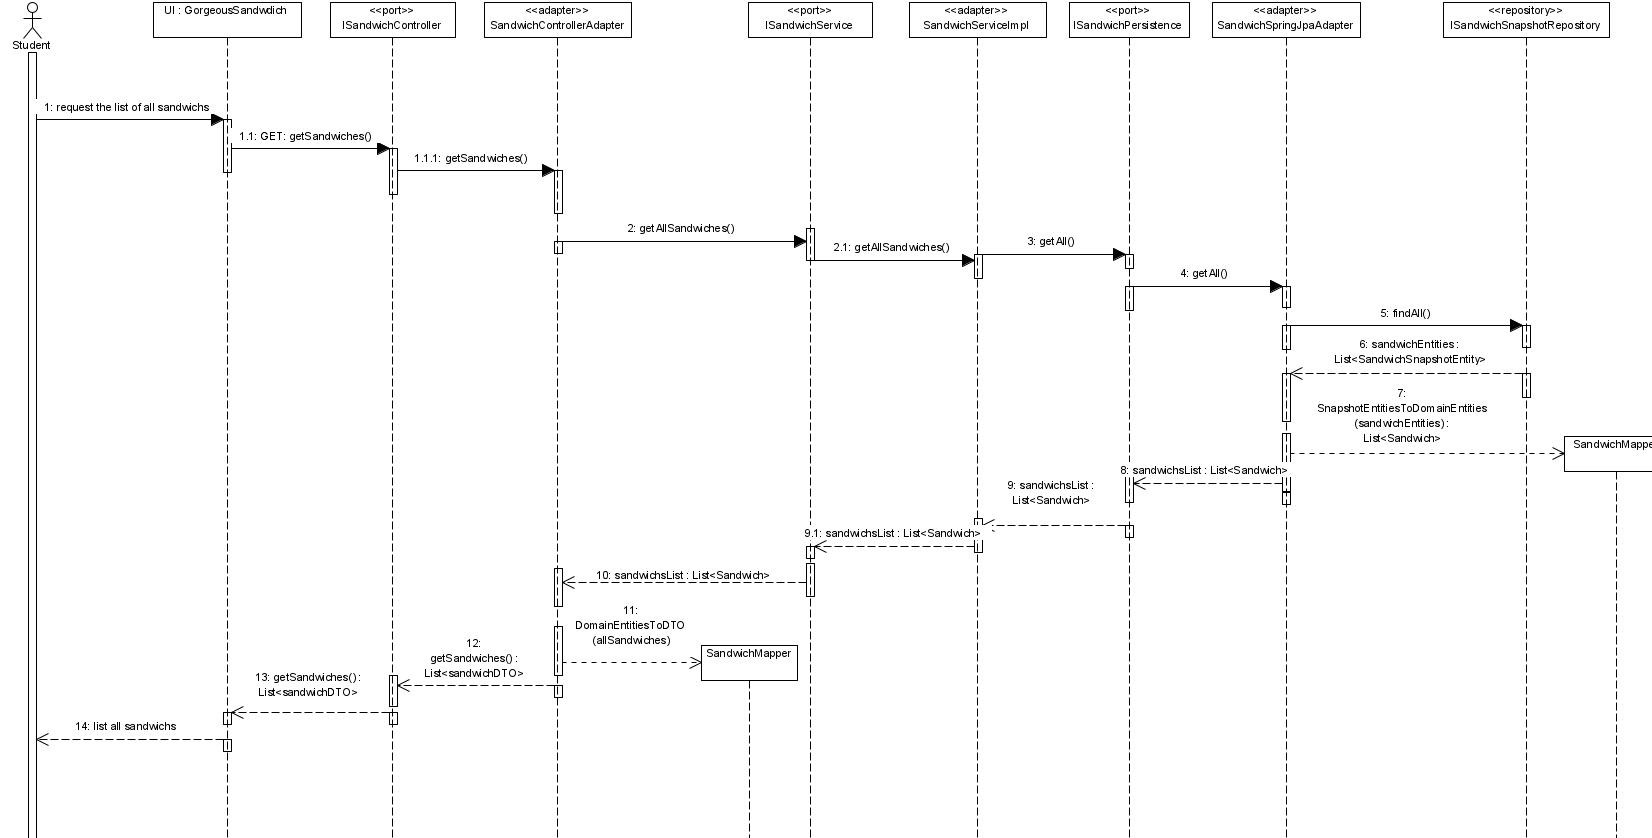 UI : GorgeousSandwdich
<<port>>
ISandwichController
<<adapter>>
SandwichControllerAdapter
<<port>>
ISandwichService
<<adapter>>
SandwichServiceImpl
<<port>>
ISandwichPersistence
<<adapter>>
SandwichSpringJpaAdapter
<<repository>>
ISandwichSnapshotRepository
Student
1: request the list of all sandwichs
1.1: GET: getSandwiches()
1.1.1: getSandwiches()
2: getAllSandwiches()
2.1: getAllSandwiches()
3: getAll()
4: getAll()
5: findAll()
6: sandwichEntities :
List<SandwichSnapshotEntity>
7:
SnapshotEntitiesToDomainEntities
(sandwichEntities) :
List<Sandwich>
SandwichMappe
8: sandwichsList : List<Sandwich>
9: sandwichsList :
List<Sandwich>
9.1: sandwichsList : List<Sandwich>
10: sandwichsList : List<Sandwich>
11:
DomainEntitiesToDTO
(allSandwiches)
SandwichMapper
12:
getSandwiches() :
List<sandwichDTO>
13: getSandwiches() :
List<sandwichDTO>
14: list all sandwichs